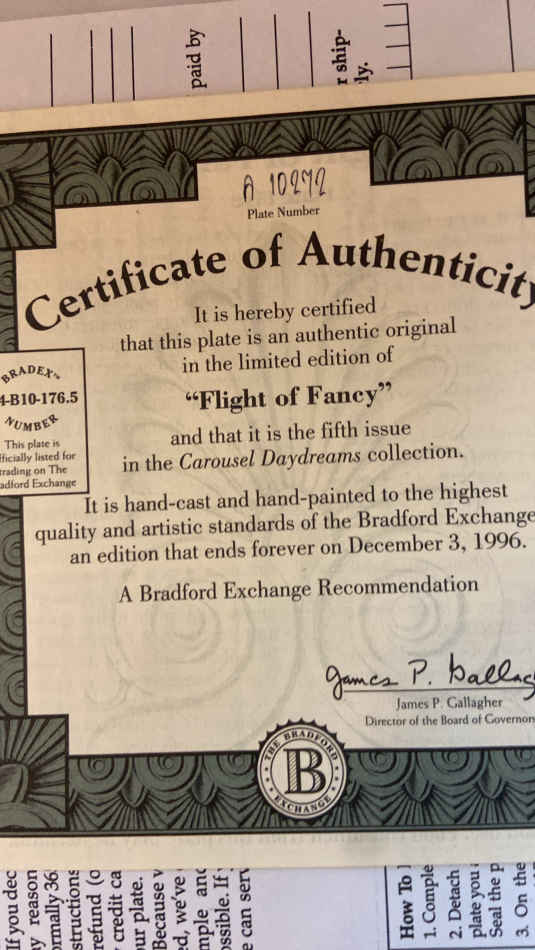 paid by
r ship-
ly.
A 10272
Plate Number
Certificate of Authenticity
It is hereby certified
that this plate is an authentic original
in the limited edition of
“Flight of Fancy”
and that it is the fifth issue
in the Carousel Daydreams collection.
BRADEX™
4-B10-176.5
NUMBER
This plate is
fficially listed for
trading on The
adford Exchange
It is hand-cast and hand-painted to the highest
quality and artistic standards of the Bradford Exchange
an edition that ends forever on December 3, 1996.
A Bradford Exchange Recommendation
James P. Gallag
James P. Gallagher
Director of the Board of Governor
THE BRADFORD
B
EXCHANGE
If you dec
y reason
ormally 36
structions
refund (o
credit ca
ur plate.
Because w
d, we've
mple and
ossible. If
e can serv
How To
1. Comple
2. Detach
plate you
Seal the p
3. On the